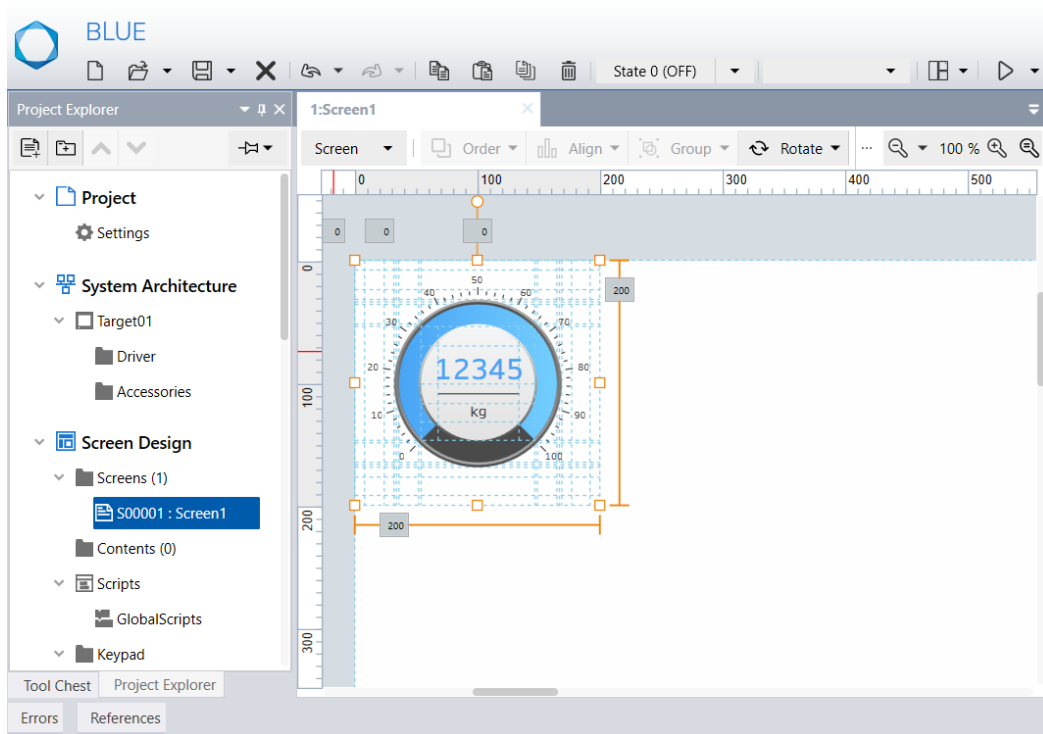 BLUE
State 0 (OFF)
Project Explorer
1:Screen1
Screen
Order
Align
Group
Rotate
...
100 %
0 100 200 300 400 500
0 0 0
0
100
200
300
200
50
40 60
30 70
20 80
10 90
0 100
12345
kg
200
Project
Settings
System Architecture
Target01
Driver
Accessories
Screen Design
Screens (1)
S00001 : Screen1
Contents (0)
Scripts
GlobalScripts
Keypad
Tool Chest Project Explorer
Errors References